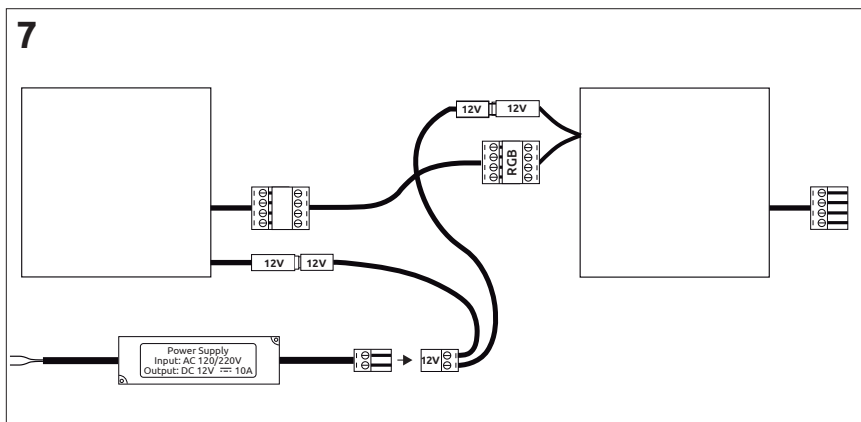 7
12V 12V
RGB
12V 12V
Power Supply
Input: AC 120/220V
Output: DC 12V ⎓ 10A
12V